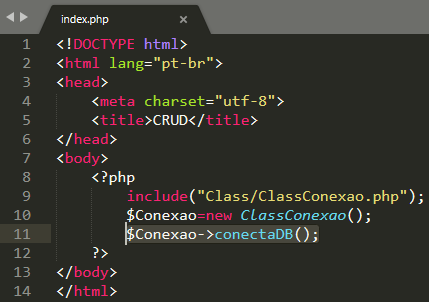 index.php ×
1 <!DOCTYPE html>
2 <html lang="pt-br">
3 <head>
4 <meta charset="utf-8">
5 <title>CRUD</title>
6 </head>
7 <body>
8 <?php
9 include("Class/ClassConexao.php");
10 $Conexao=new ClassConexao();
11 $Conexao->conectaDB();
12 ?>
13 </body>
14 </html>